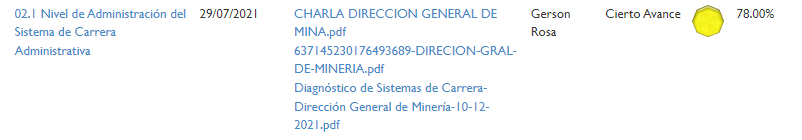 02.1 Nivel de Administración del 29/07/2021 CHARLA DIRECCION GENERAL DE Gerson Cierto Avance 78.00%
Sistema de Carrera MINA.pdf Rosa
Administrativa 637145230176493689-DIRECION-GRAL-
DE-MINERIA.pdf
Diagnóstico de Sistemas de Carrera-
Dirección General de Minería-10-12-
2021.pdf